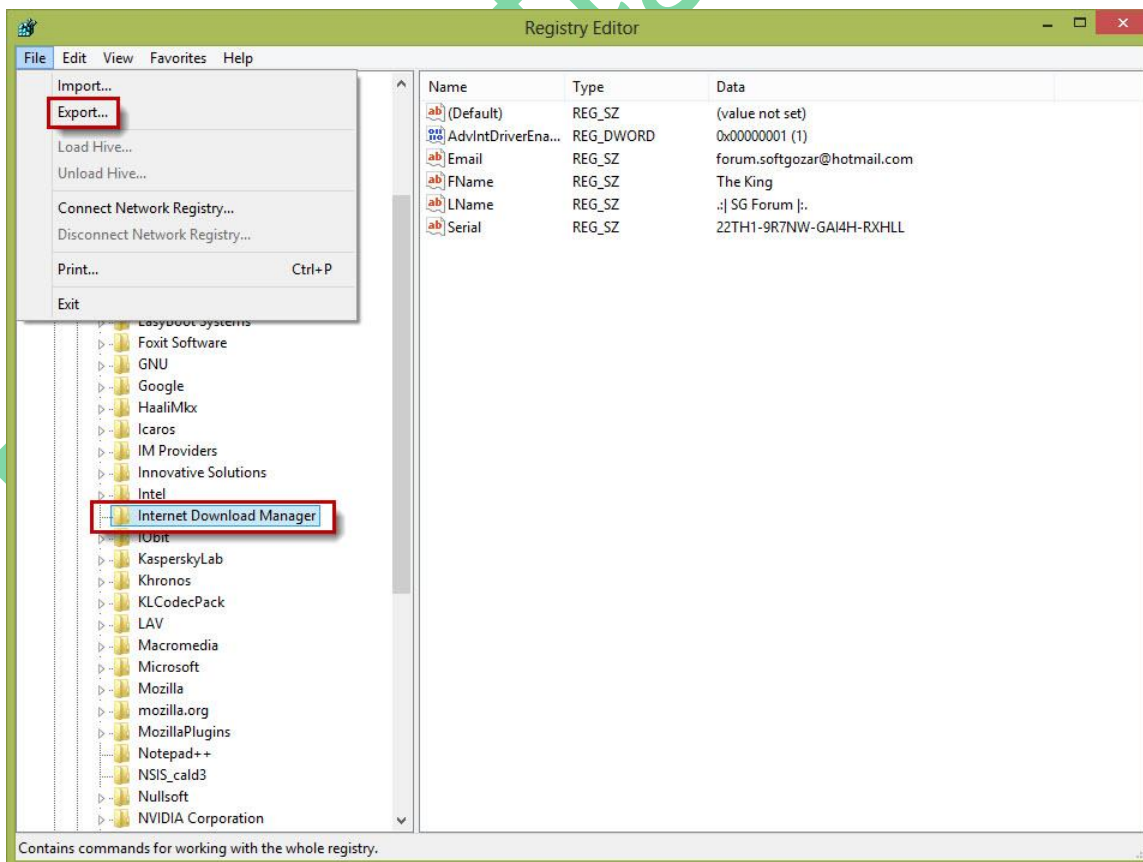 Registry Editor
File Edit View Favorites Help
Import...
Export...
Load Hive...
Unload Hive...
Connect Network Registry...
Disconnect Network Registry...
Print... Ctrl+P
Exit
EasyBoot Systems
Foxit Software
GNU
Google
HaaliMkx
Icaros
IM Providers
Innovative Solutions
Intel
Internet Download Manager
IObit
KasperskyLab
Khronos
KLCodecPack
LAV
Macromedia
Microsoft
Mozilla
mozilla.org
MozillaPlugins
Notepad++
NSIS_cald3
Nullsoft
NVIDIA Corporation
Name Type Data
(Default) REG_SZ (value not set)
AdvIntDriverEna... REG_DWORD 0x00000001 (1)
Email REG_SZ forum.softgozar@hotmail.com
FName REG_SZ The King
LName REG_SZ .:| SG Forum |:.
Serial REG_SZ 22TH1-9R7NW-GAI4H-RXHLL
Contains commands for working with the whole registry.